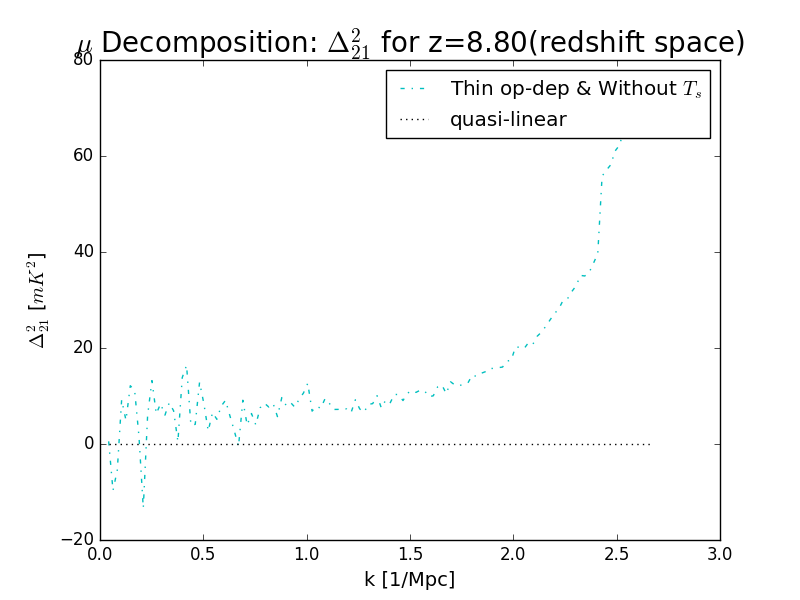 μ Decomposition: Δ²₂₁ for z=8.80(redshift space)
Thin op-dep & Without Tₛ
quasi-linear
Δ²₂₁ [mK²]
80
60
40
20
0
−20
0.0 0.5 1.0 1.5 2.0 2.5 3.0
k [1/Mpc]